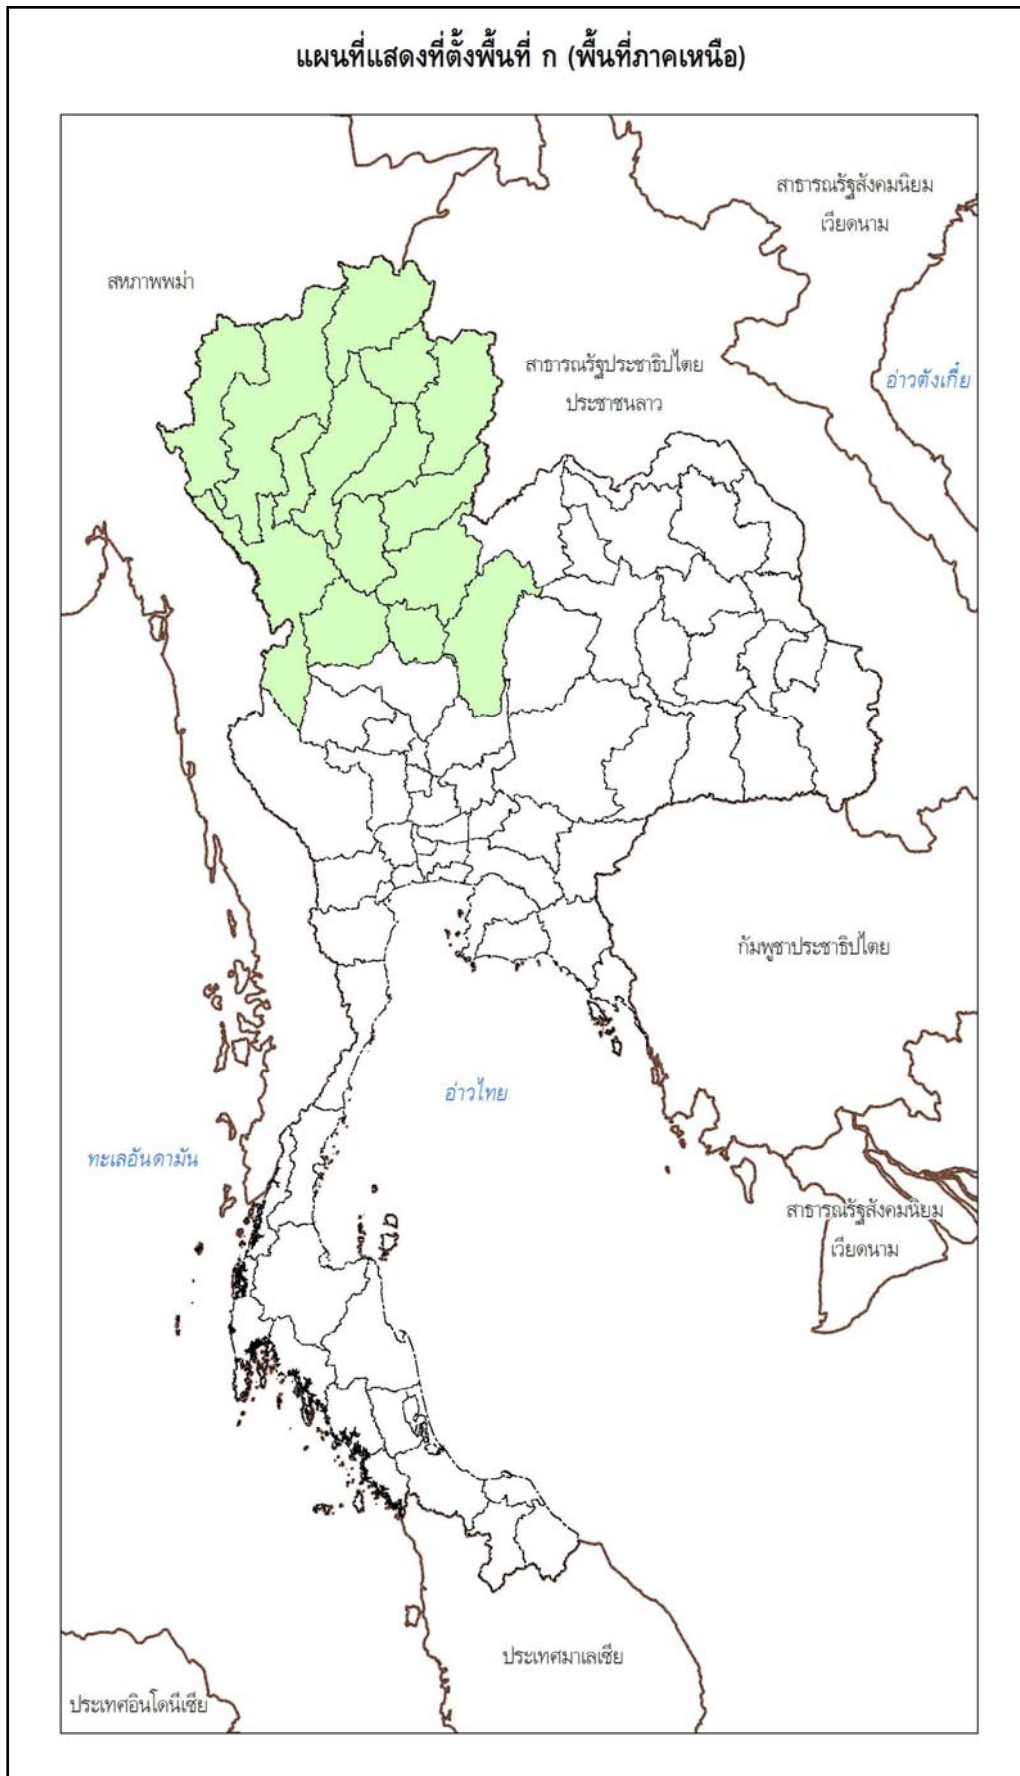 แผนที่แสดงที่ตั้งพื้นที่ ก (พื้นที่ภาคเหนือ)
สาธารณรัฐสังคมนิยม
เวียดนาม
สหภาพพม่า
สาธารณรัฐประชาธิปไตย
ประชาชนลาว
อ่าวตังเกี๋ย
กัมพูชาประชาธิปไตย
อ่าวไทย
ทะเลอันดามัน
สาธารณรัฐสังคมนิยม
เวียดนาม
ประเทศมาเลเซีย
ประเทศอินโดนีเซีย